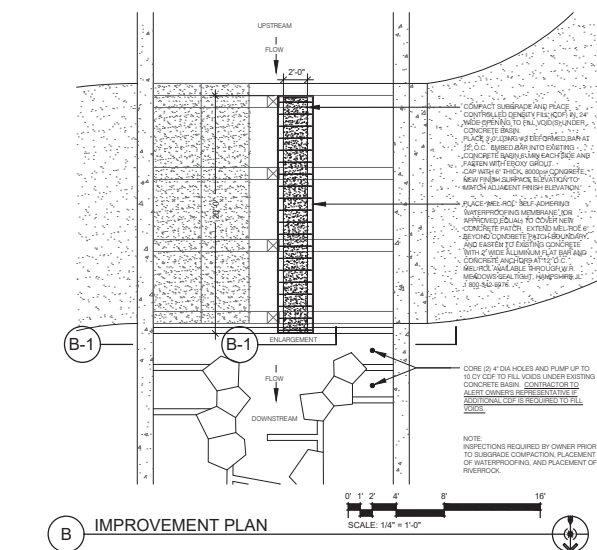 UPSTREAM
FLOW
2'-0"
COMPACT SUBGRADE AND PLACE
CONTROLLED DENSITY FILL (CDF) IN 24"
WIDE OPENING TO FILL VOID(S) UNDER
CONCRETE BASIN.
PLACE 3'-0" LONG #3 DEFORMED BAR AT
12" O.C. EMBED BAR INTO EXISTING
CONCRETE BASIN 6" MIN EACH SIDE AND
FASTEN WITH EPOXY GROUT.
CAP WITH 6" THICK, 8000psi CONCRETE.
NEW FINISH SURFACE ELEVATION TO
MATCH ADJACENT FINISH ELEVATION.
PLACE "MEL-ROL" SELF-ADHERING
WATERPROOFING MEMBRANE (OR
APPROVED EQUAL) TO COVER NEW
CONCRETE PATCH. EXTEND MEL-ROL 6"
BEYOND CONCRETE PATCH BOUNDARY
AND FASTEN TO EXISTING CONCRETE
WITH 2" WIDE ALUMINUM FLAT BAR AND
CONCRETE ANCHORS AT 12" O.C.
MEL-ROL AVAILABLE THROUGH W.R.
MEADOWS SEALTIGHT, HAMPSHIRE, IL
B-1
B-1
ENLARGEMENT
FLOW
DOWNSTREAM
CORE (2) 4" DIA HOLES AND PUMP UP TO
10 CY CDF TO FILL VOIDS UNDER EXISTING
CONCRETE BASIN. CONTRACTOR TO
ALERT OWNER'S REPRESENTATIVE IF
ADDITIONAL CDF IS REQUIRED TO FILL
VOIDS.
NOTE:
INSPECTIONS REQUIRED BY OWNER PRIOR
TO SUBGRADE COMPACTION, PLACEMENT
OF WATERPROOFING, AND PLACEMENT OF
RIVERROCK.
0' 1' 2' 4' 8' 16'
SCALE: 1/4" = 1'-0"
B IMPROVEMENT PLAN